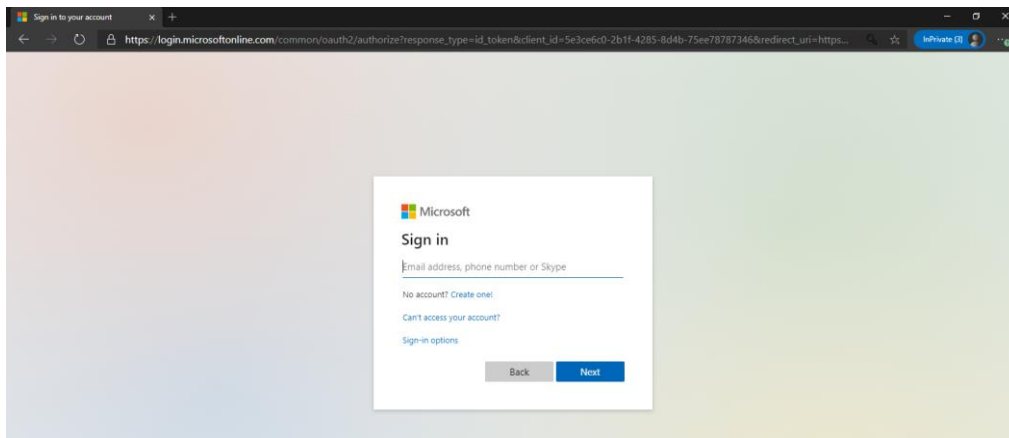 Sign in to your account
https://login.microsoftonline.com/common/oauth2/authorize?response_type=id_token&client_id=5e3ce6c0-2b1f-4285-8d4b-75ee78787346&redirect_uri=https...
InPrivate (3)
Microsoft
Sign in
Email address, phone number or Skype
No account? Create one!
Can't access your account?
Sign-in options
Back Next